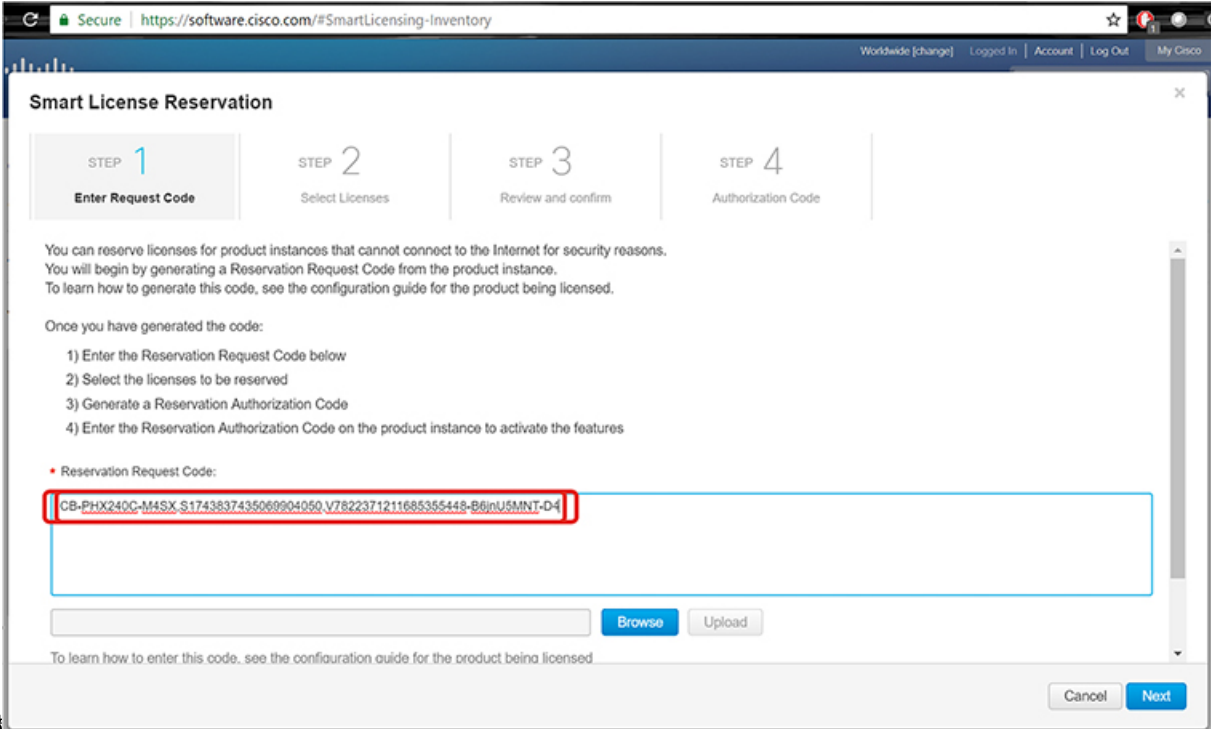 Secure https://software.cisco.com/#SmartLicensing-Inventory
1
Worldwide [change] Logged In Account Log Out My Cisco
Smart License Reservation
STEP 1 STEP 2 STEP 3 STEP 4
Enter Request Code Select Licenses Review and confirm Authorization Code
You can reserve licenses for product instances that cannot connect to the Internet for security reasons.
You will begin by generating a Reservation Request Code from the product instance.
To learn how to generate this code, see the configuration guide for the product being licensed.
Once you have generated the code:
1) Enter the Reservation Request Code below
2) Select the licenses to be reserved
3) Generate a Reservation Authorization Code
4) Enter the Reservation Authorization Code on the product instance to activate the features
* Reservation Request Code:
CB-PHX240C-M4SX,S1743837435069904050,V7822371211685355448-B6jnU5MNT-D4
Browse Upload
To learn how to enter this code, see the configuration guide for the product being licensed
Cancel Next